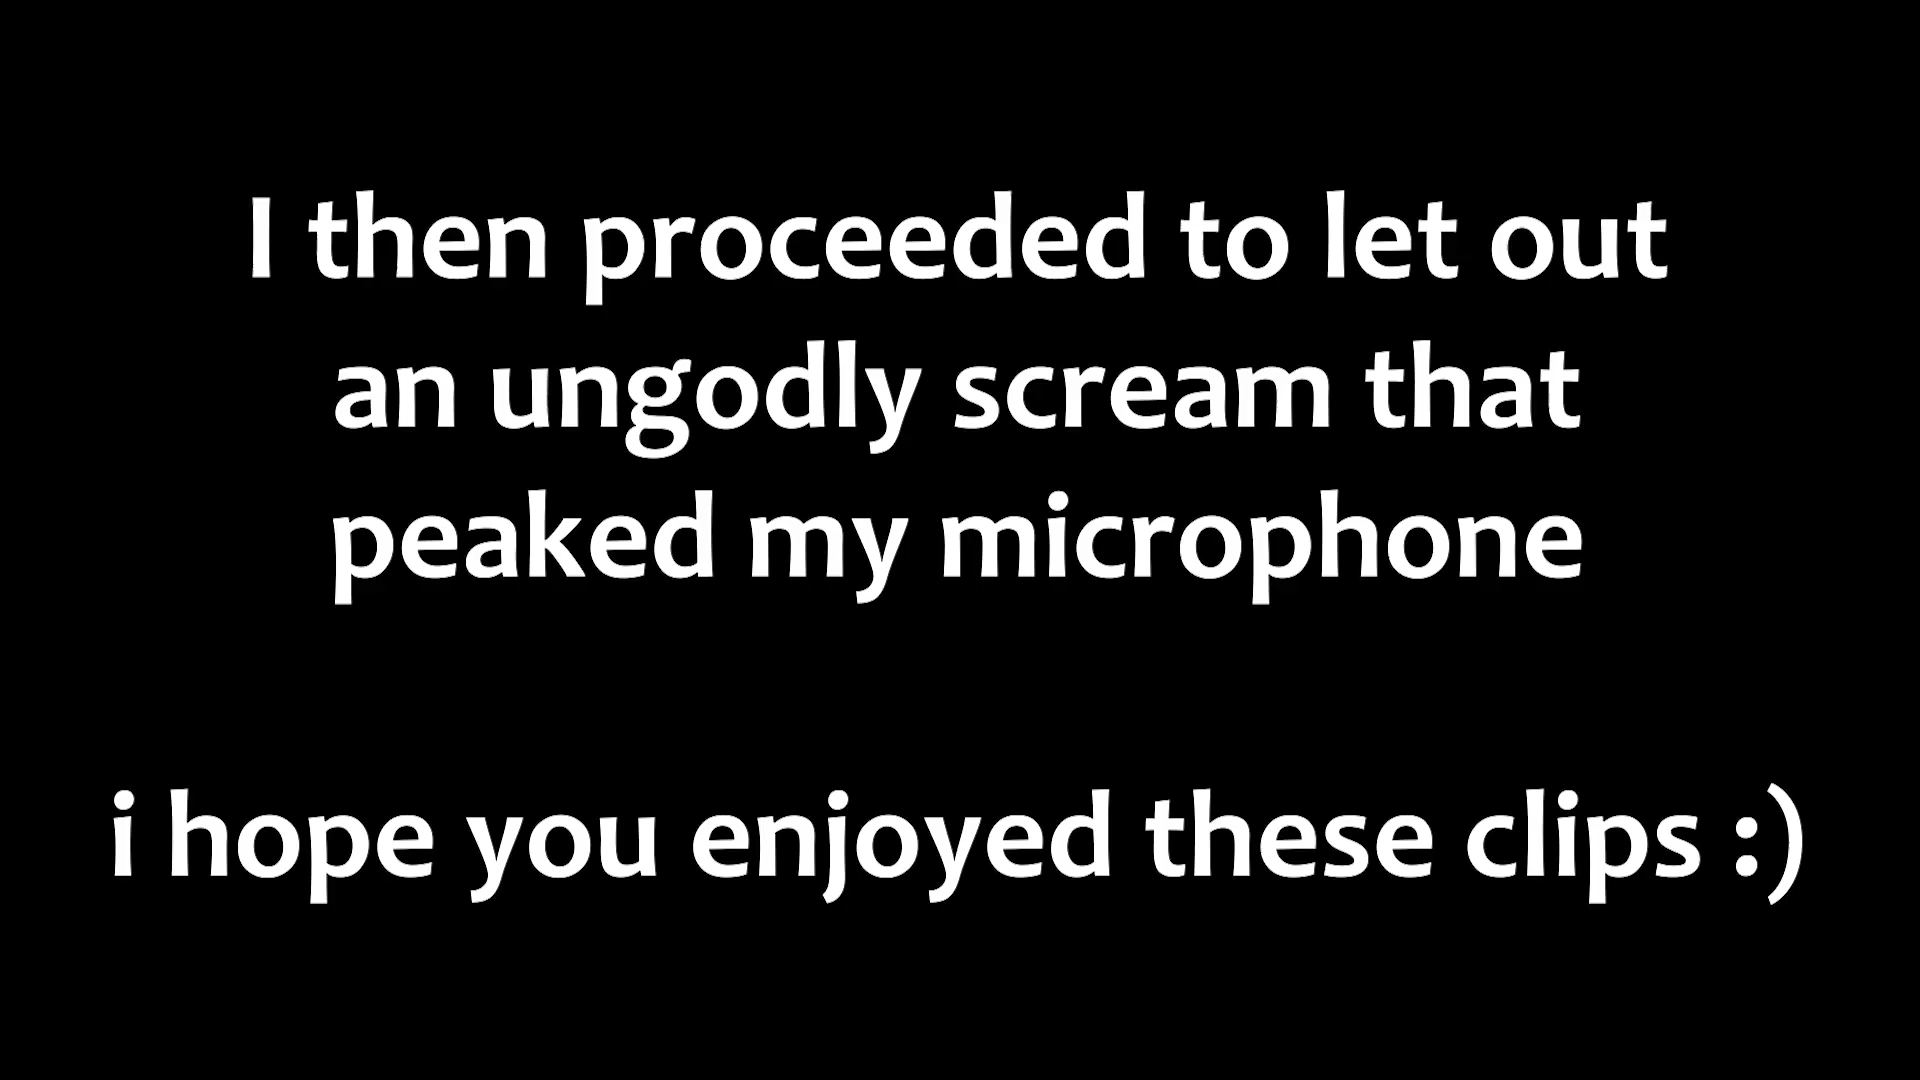 I then proceeded to let out
an ungodly scream that
peaked my microphone
i hope you enjoyed these clips :)